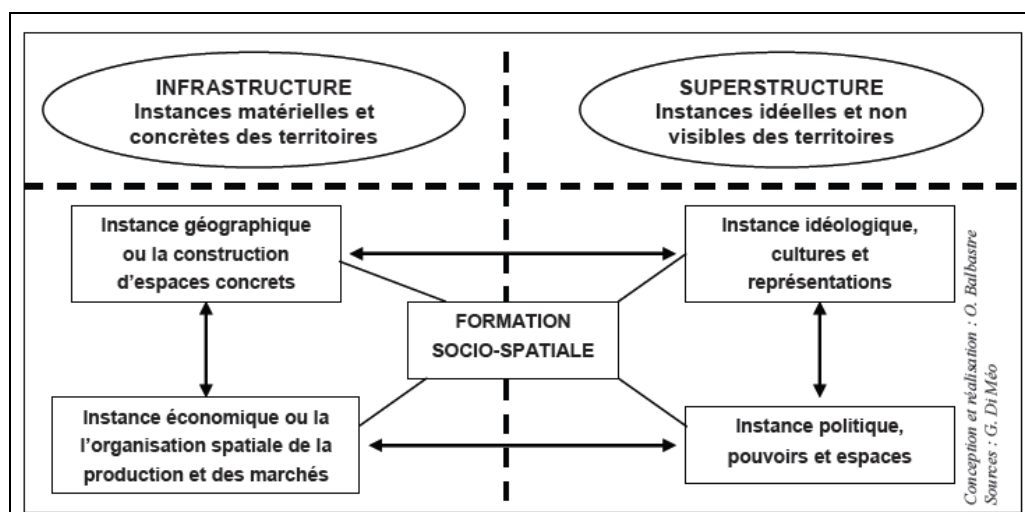 INFRASTRUCTURE
Instances matérielles et
concrètes des territoires
SUPERSTRUCTURE
Instances idéelles et non
visibles des territoires
Instance géographique
ou la construction
d'espaces concrets
Instance idéologique,
cultures et
représentations
FORMATION
SOCIO-SPATIALE
Instance économique ou la
l'organisation spatiale de la
production et des marchés
Instance politique,
pouvoirs et espaces
Conception et réalisation : O. Balbastre
Sources : G. Di Méo